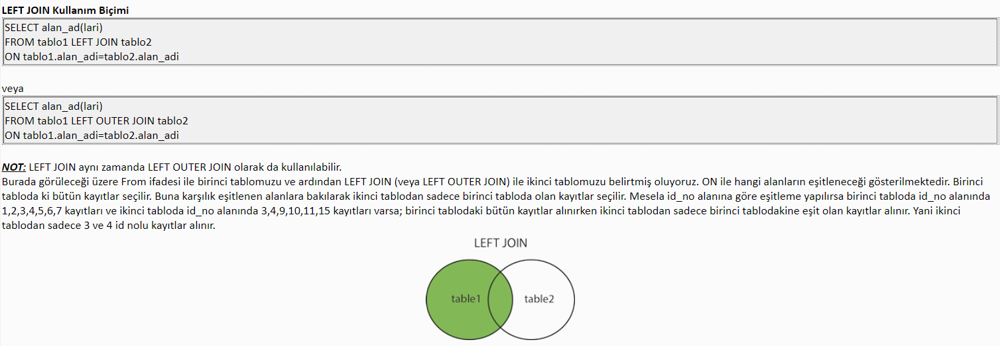 LEFT JOIN Kullanım Biçimi
SELECT alan_ad(lari)
FROM tablo1 LEFT JOIN tablo2
ON tablo1.alan_adi=tablo2.alan_adi
veya
SELECT alan_ad(lari)
FROM tablo1 LEFT OUTER JOIN tablo2
ON tablo1.alan_adi=tablo2.alan_adi
NOT: LEFT JOIN aynı zamanda LEFT OUTER JOIN olarak da kullanılabilir.
Burada görüleceği üzere From ifadesi ile birinci tablomuzu ve ardından LEFT JOIN (veya LEFT OUTER JOIN) ile ikinci tablomuzu belirtmiş oluyoruz. ON ile hangi alanların eşitleneceği gösterilmektedir. Birinci
tabloda ki bütün kayıtlar seçilir. Buna karşılık eşitlenen alanlara bakılarak ikinci tablodan sadece birinci tabloda olan kayıtlar seçilir. Mesela id_no alanına göre eşitleme yapılırsa birinci tabloda id_no alanında
1,2,3,4,5,6,7 kayıtları ve ikinci tabloda id_no alanında 3,4,9,10,11,15 kayıtları varsa; birinci tablodaki bütün kayıtlar alınırken ikinci tablodan sadece birinci tablodakine eşit olan kayıtlar alınır. Yani ikinci
tablodan sadece 3 ve 4 id nolu kayıtlar alınır.
LEFT JOIN
table1
table2